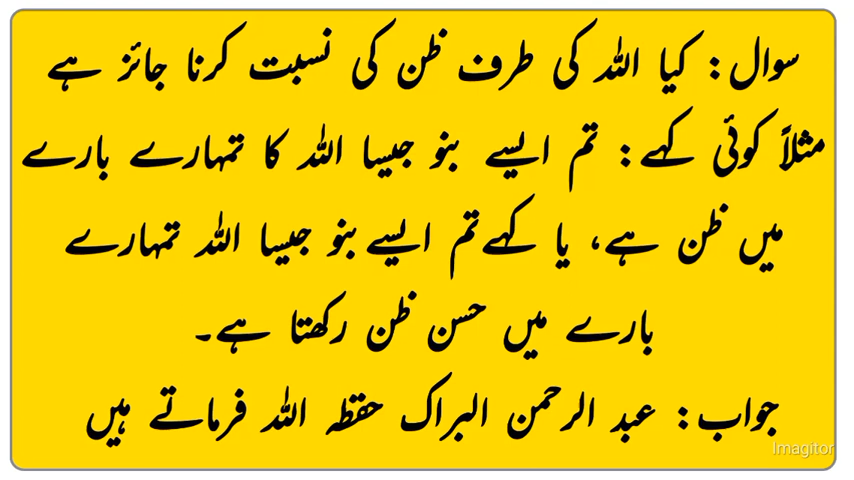 سوال: کیا اللہ کی طرف ظن کی نسبت کرنا جائز ہے
مثلاً کوئی کہے: تم ایسے بنو جیسا اللہ کا تمہارے بارے
میں ظن ہے، یا کہے تم ایسے بنو جیسا اللہ تمہارے
بارے میں حسن ظن رکھتا ہے۔
جواب: عبد الرحمن البراک حقظہ اللہ فرماتے ہیں
Imagitor